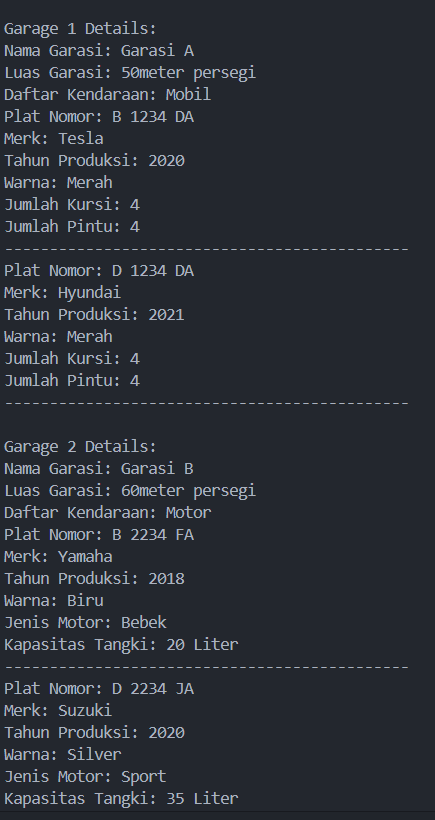 Garage 1 Details:
Nama Garasi: Garasi A
Luas Garasi: 50meter persegi
Daftar Kendaraan: Mobil
Plat Nomor: B 1234 DA
Merk: Tesla
Tahun Produksi: 2020
Warna: Merah
Jumlah Kursi: 4
Jumlah Pintu: 4
---------------------------------------------
Plat Nomor: D 1234 DA
Merk: Hyundai
Tahun Produksi: 2021
Warna: Merah
Jumlah Kursi: 4
Jumlah Pintu: 4
---------------------------------------------
Garage 2 Details:
Nama Garasi: Garasi B
Luas Garasi: 60meter persegi
Daftar Kendaraan: Motor
Plat Nomor: B 2234 FA
Merk: Yamaha
Tahun Produksi: 2018
Warna: Biru
Jenis Motor: Bebek
Kapasitas Tangki: 20 Liter
---------------------------------------------
Plat Nomor: D 2234 JA
Merk: Suzuki
Tahun Produksi: 2020
Warna: Silver
Jenis Motor: Sport
Kapasitas Tangki: 35 Liter